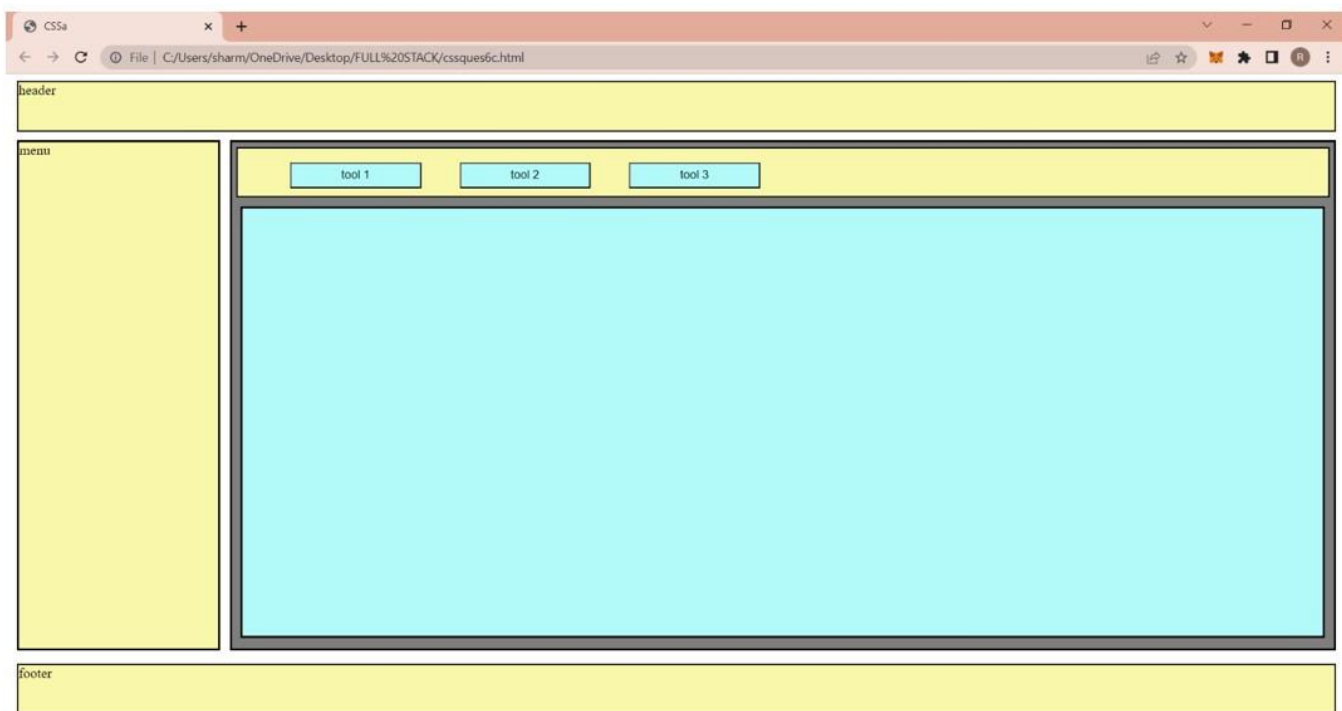 CSSa
File | C:/Users/sharm/OneDrive/Desktop/FULL%20STACK/cssques6c.html
R
header
menu
tool 1 tool 2 tool 3
footer